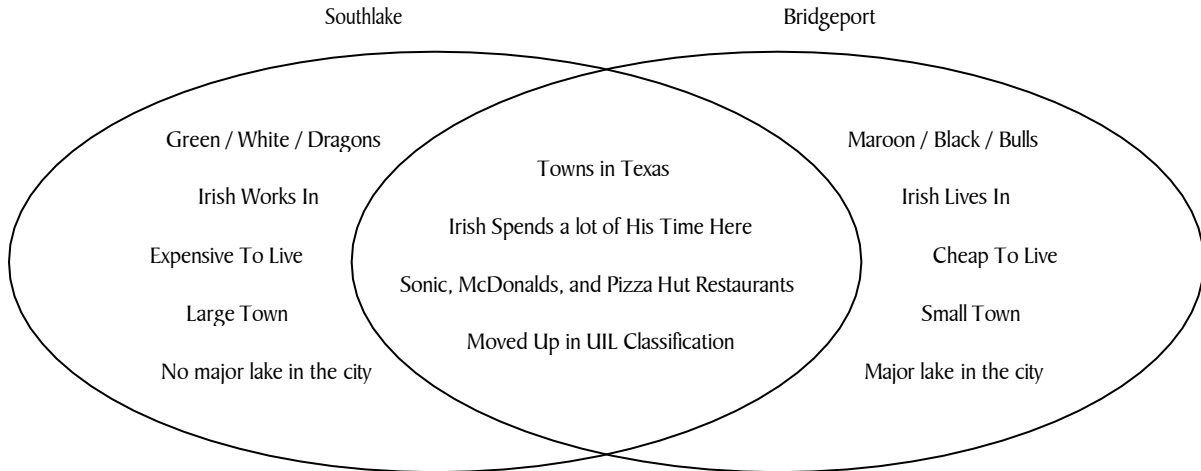 Southlake
Bridgeport
Green / White / Dragons
Irish Works In
Expensive To Live
Large Town
No major lake in the city
Towns in Texas
Irish Spends a lot of His Time Here
Sonic, McDonalds, and Pizza Hut Restaurants
Moved Up in UIL Classification
Maroon / Black / Bulls
Irish Lives In
Cheap To Live
Small Town
Major lake in the city